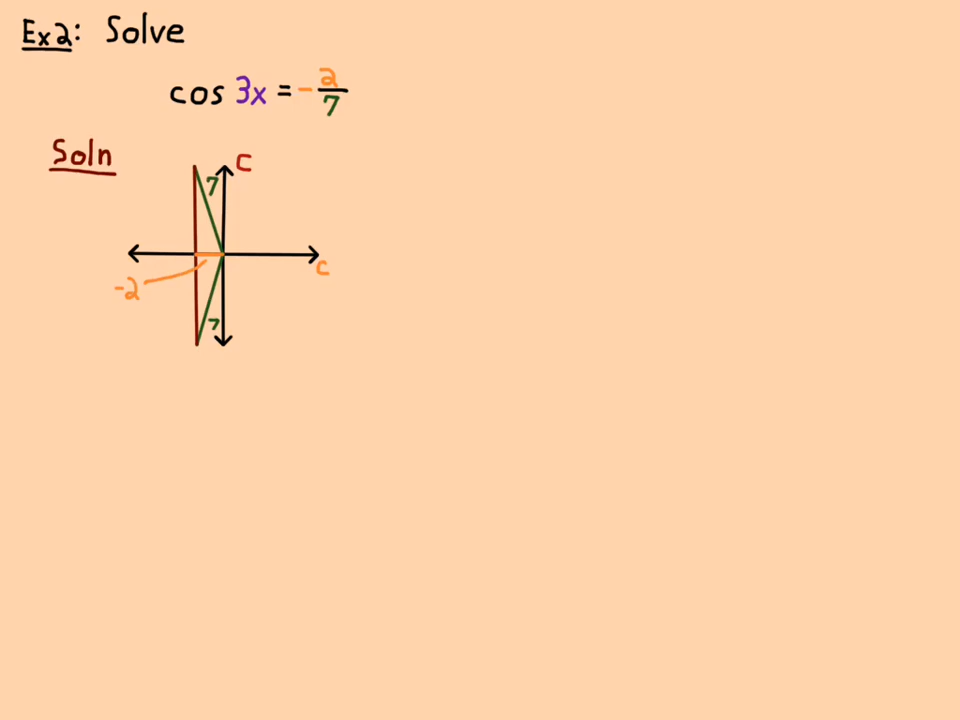 Ex2: Solve
cos 3x = -2/7
Soln
C
7
C
-2
7